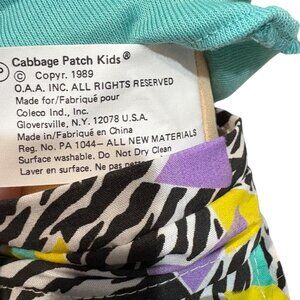 P
Cabbage Patch Kids®
© Copyr. 1989
O.A.A. INC. ALL RIGHTS RESERVED
Made for/Fabriqué pour
Coleco Ind., Inc.
Gloversville, N.Y. 12078 U.S.A.
Made in/Fabriqué en China
Reg. No. PA 1044— ALL NEW MATERIALS
Surface washable. Do Not Dry Clean
Laver en surface. Ne pas